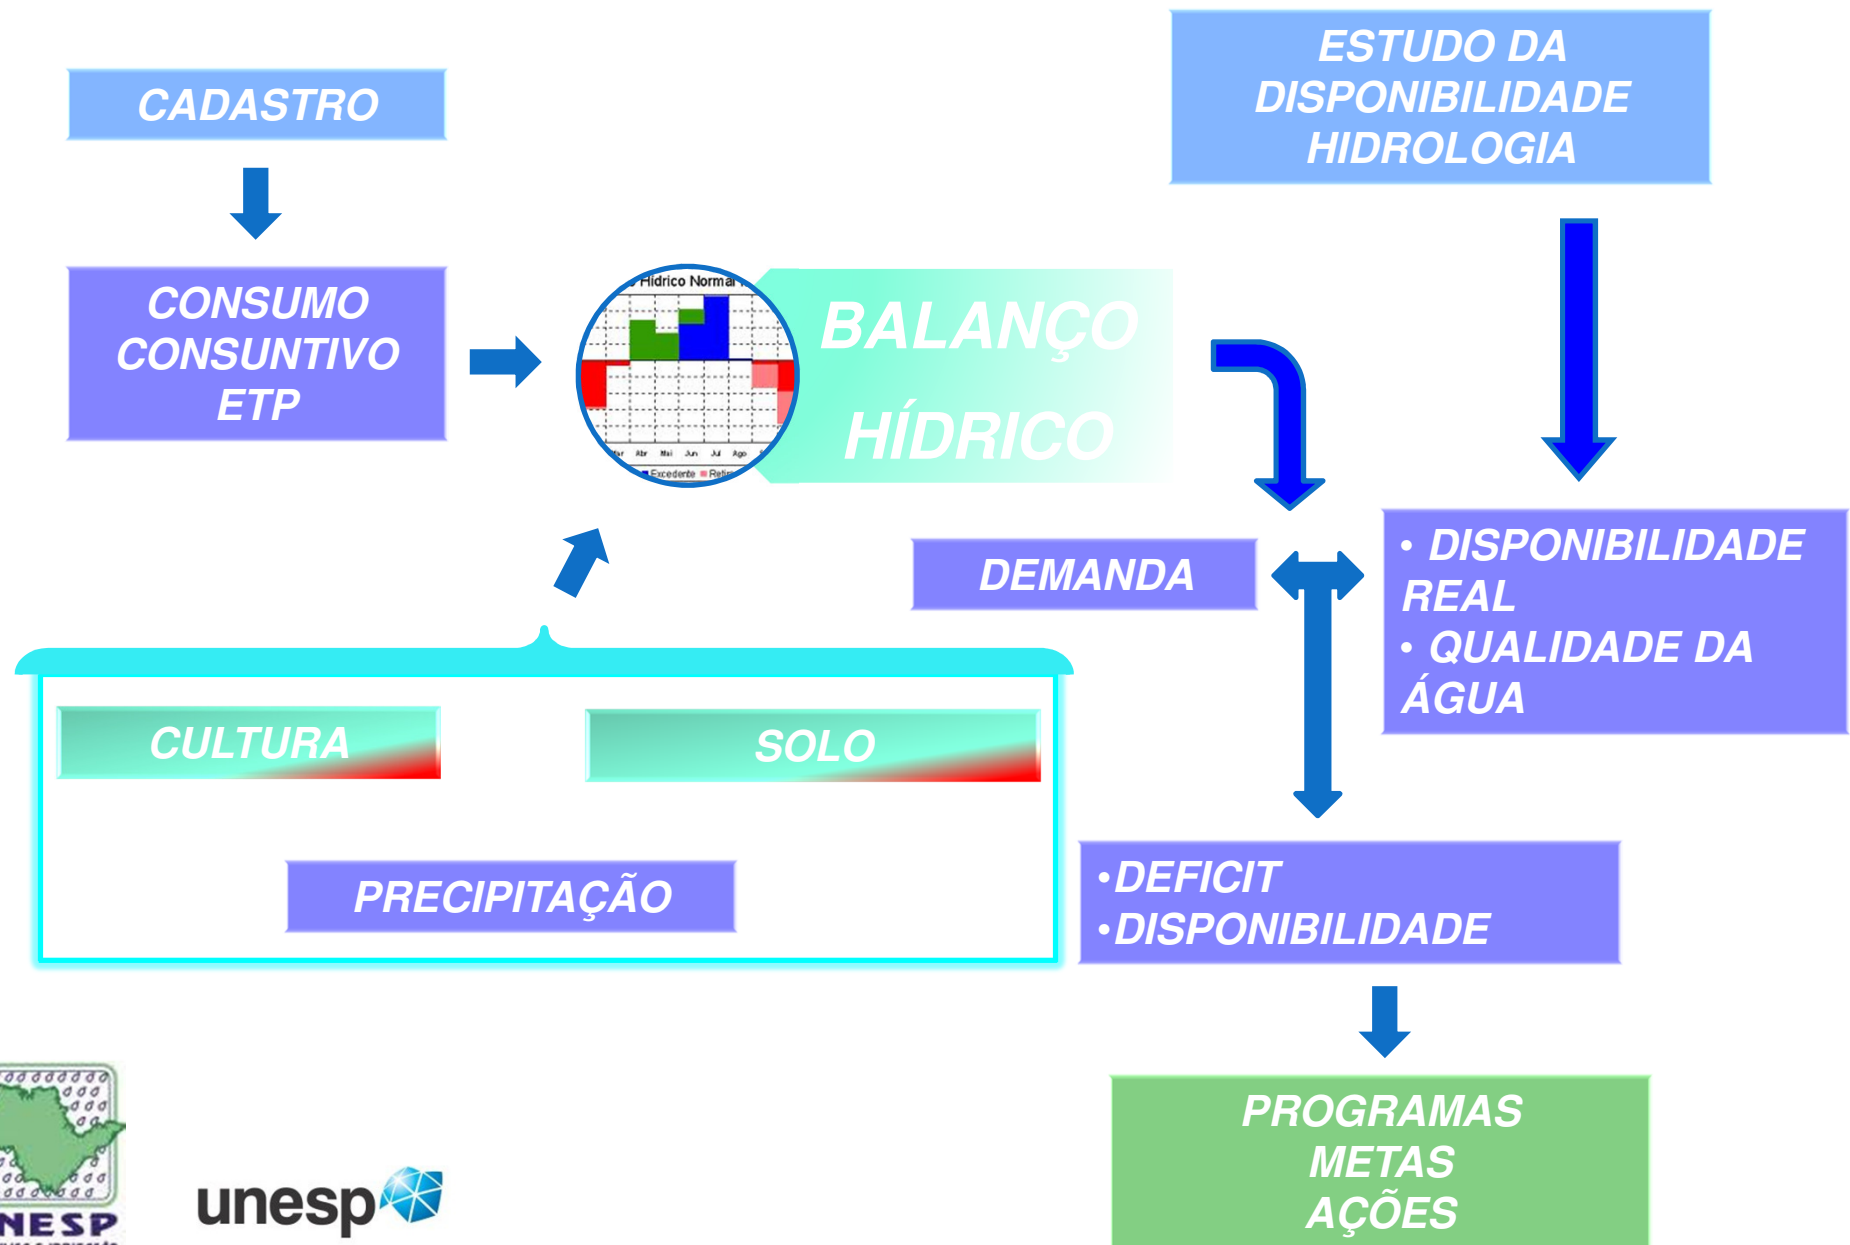 CADASTRO
ESTUDO DA
DISPONIBILIDADE
HIDROLOGIA
CONSUMO
CONSUNTIVO
ETP
Hídrico Normal
Abr Mai Jun Jul Ago
Excedente
BALANÇO
HÍDRICO
DEMANDA
• DISPONIBILIDADE
REAL
• QUALIDADE DA
ÁGUA
CULTURA
SOLO
PRECIPITAÇÃO
•DEFICIT
•DISPONIBILIDADE
PROGRAMAS
METAS
AÇÕES
NESP
unesp